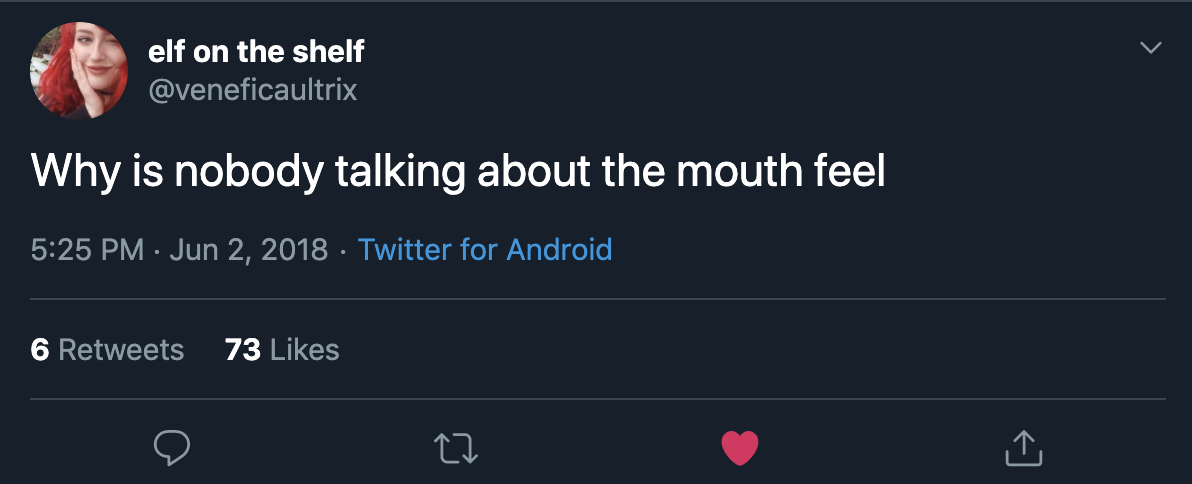 elf on the shelf
@veneficaultrix
Why is nobody talking about the mouth feel
5:25 PM · Jun 2, 2018 · Twitter for Android
6 Retweets 73 Likes